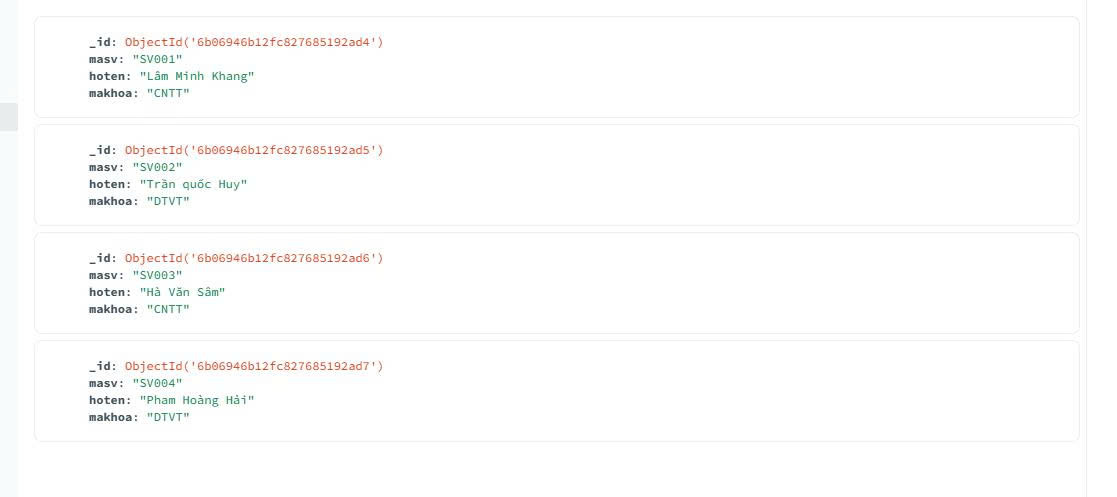 _id: ObjectId('6b06946b12fc827685192ad4')
masv: "SV001"
hoten: "Lâm Minh Khang"
makhoa: "CNTT"
_id: ObjectId('6b06946b12fc827685192ad5')
masv: "SV002"
hoten: "Trần quốc Huy"
makhoa: "DTVT"
_id: ObjectId('6b06946b12fc827685192ad6')
masv: "SV003"
hoten: "Hà Văn Sâm"
makhoa: "CNTT"
_id: ObjectId('6b06946b12fc827685192ad7')
masv: "SV004"
hoten: "Pham Hoàng Hải"
makhoa: "DTVT"